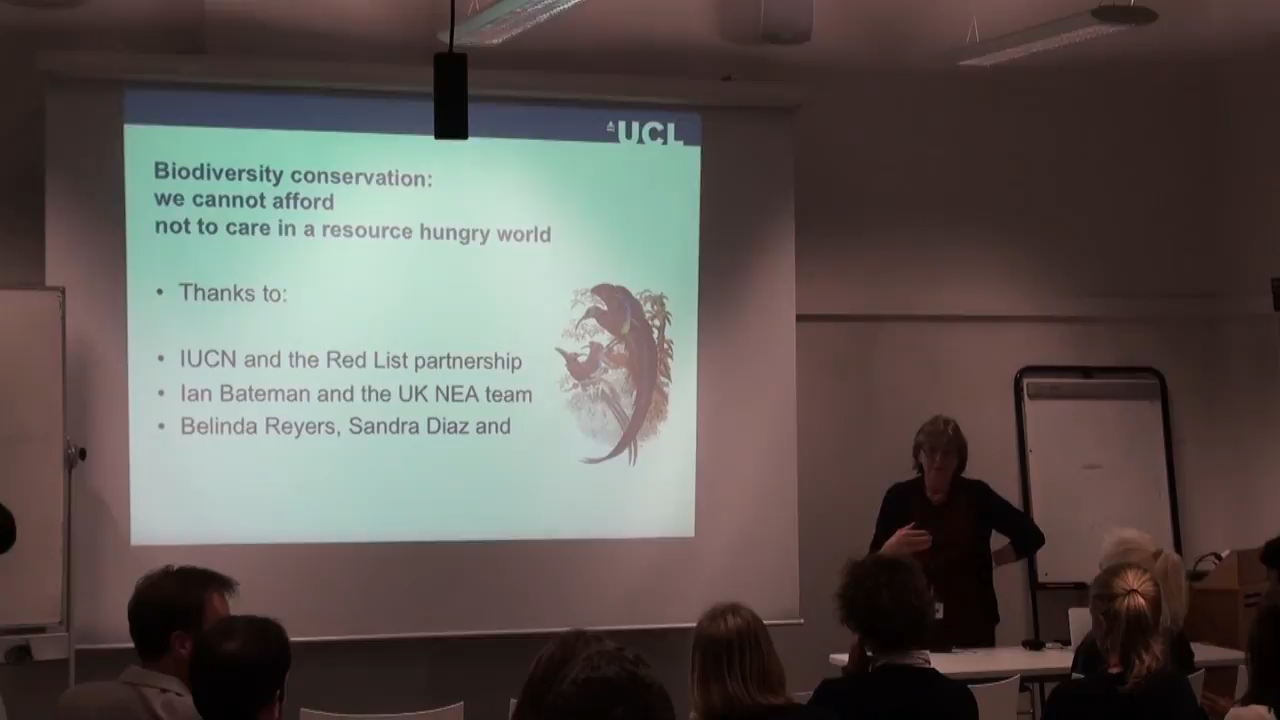 UCL
Biodiversity conservation:
we cannot afford
not to care in a resource hungry world
• Thanks to:
• IUCN and the Red List partnership
• Ian Bateman and the UK NEA team
• Belinda Reyers, Sandra Diaz and